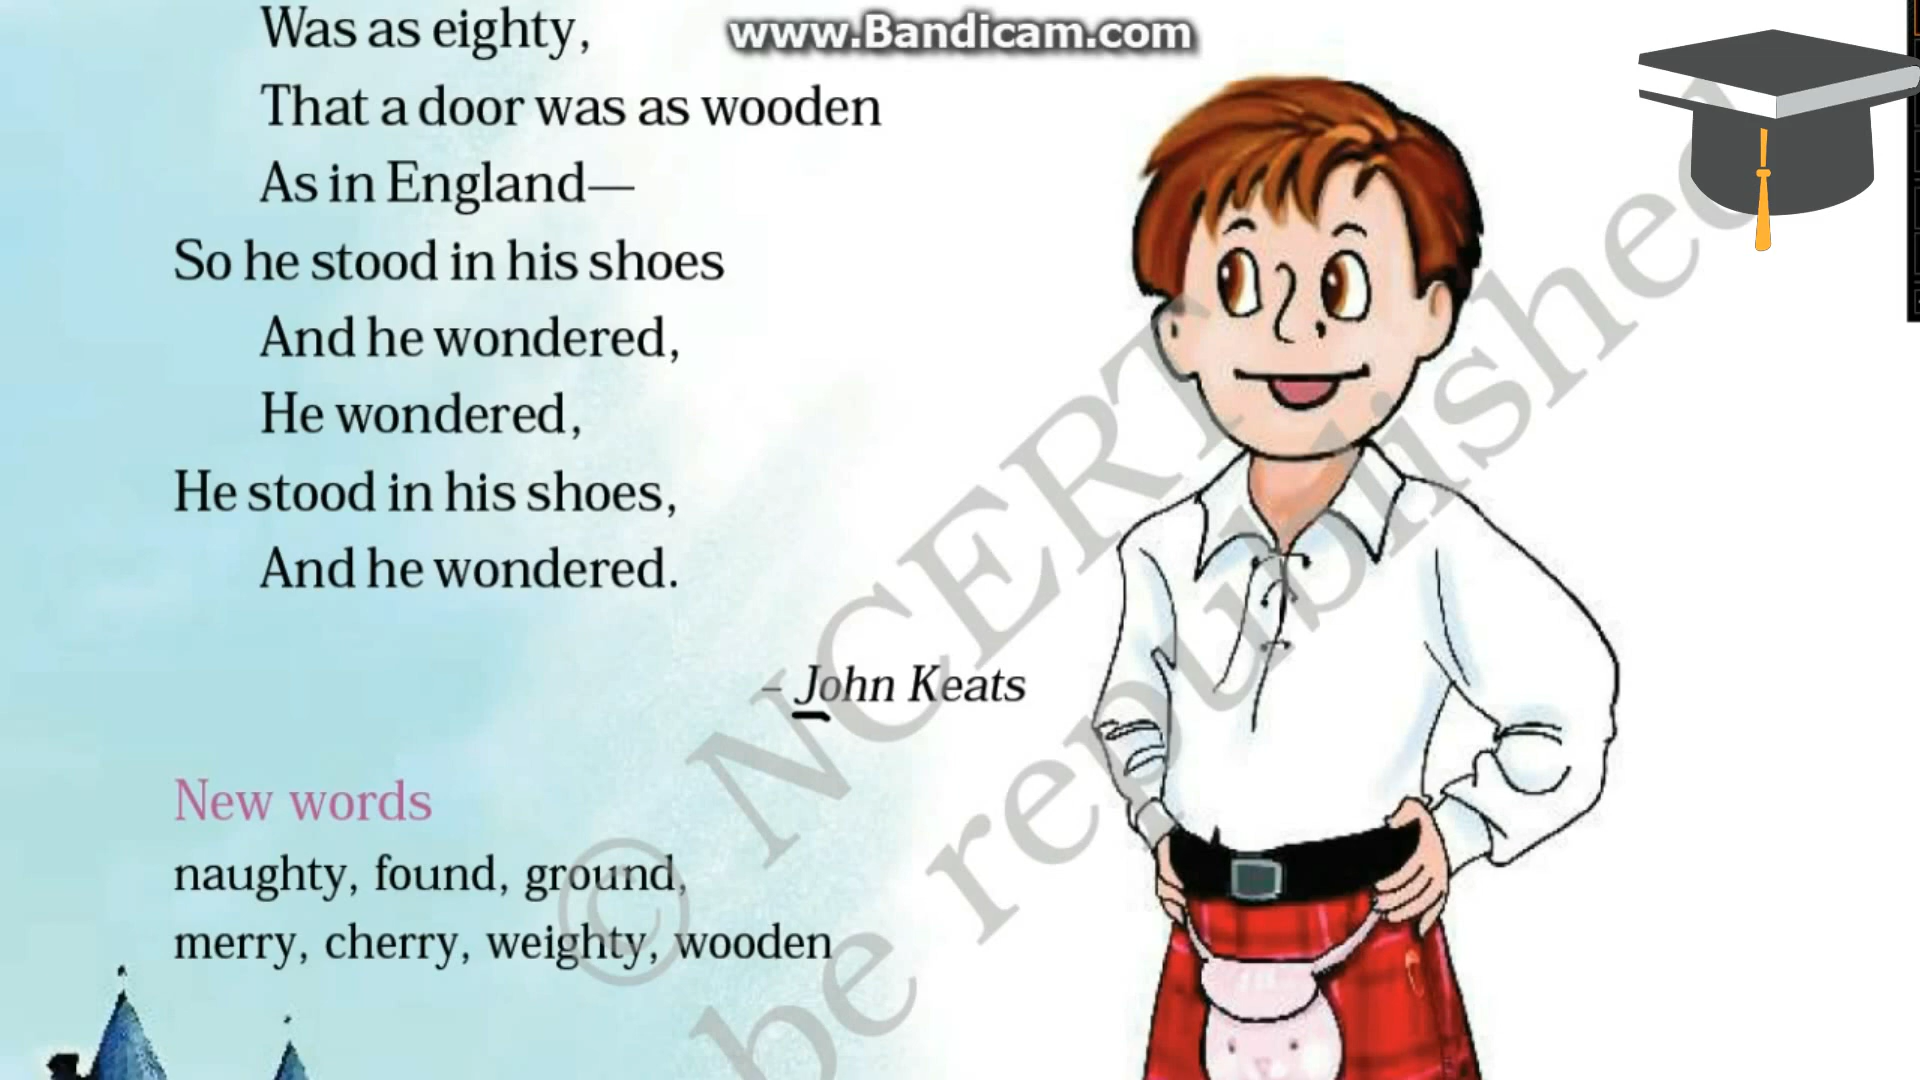 www.Bandicam.com
Was as eighty,
That a door was as wooden
As in England—
So he stood in his shoes
And he wondered,
He wondered,
He stood in his shoes,
And he wondered.
– John Keats
New words
naughty, found, ground,
merry, cherry, weighty, wooden
© NCERT
be republished